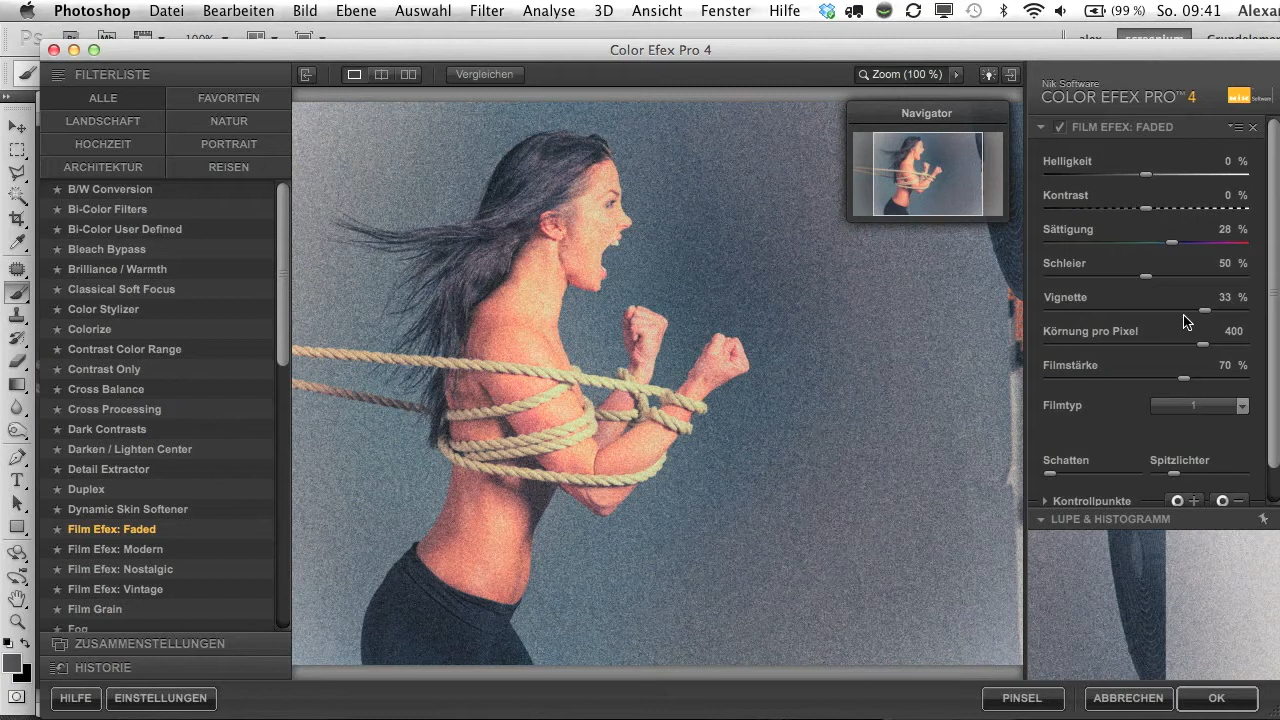 Photoshop Datei Bearbeiten Bild Ebene Auswahl Filter Analyse 3D Ansicht Fenster Hilfe (99 %) So. 09:41 Alexa
Color Efex Pro 4
FILTERLISTE
Vergleichen
Zoom (100 %)
ALLE FAVORITEN
LANDSCHAFT NATUR
HOCHZEIT PORTRAIT
ARCHITEKTUR REISEN
B/W Conversion
Bi-Color Filters
Bi-Color User Defined
Bleach Bypass
Brilliance / Warmth
Classical Soft Focus
Color Stylizer
Colorize
Contrast Color Range
Contrast Only
Cross Balance
Cross Processing
Dark Contrasts
Darken / Lighten Center
Detail Extractor
Duplex
Dynamic Skin Softener
Film Efex: Faded
Film Efex: Modern
Film Efex: Nostalgic
Film Efex: Vintage
Film Grain
Fog
ZUSAMMENSTELLUNGEN
HISTORIE
HILFE EINSTELLUNGEN
Navigator
Nik Software
COLOR EFEX PRO™ 4
nik Software
FILM EFEX: FADED
Helligkeit 0 %
Kontrast 0 %
Sättigung 28 %
Schleier 50 %
Vignette 33 %
Körnung pro Pixel 400
Filmstärke 70 %
Filmtyp 1
Schatten Spitzlichter
Kontrollpunkte
LUPE & HISTOGRAMM
PINSEL ABBRECHEN OK